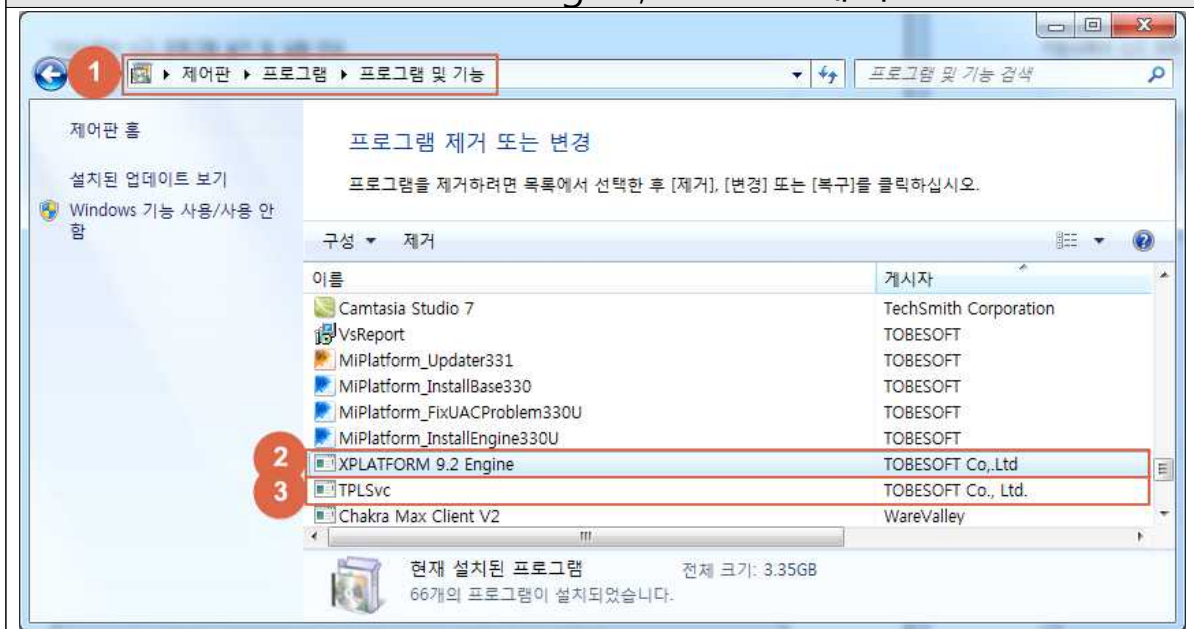 1 제어판 ▸ 프로그램 ▸ 프로그램 및 기능
프로그램 및 기능 검색
제어판 홈
설치된 업데이트 보기
Windows 기능 사용/사용 안
함
프로그램 제거 또는 변경
프로그램을 제거하려면 목록에서 선택한 후 [제거], [변경] 또는 [복구]를 클릭하십시오.
구성 제거
이름 게시자
Camtasia Studio 7 TechSmith Corporation
VsReport TOBESOFT
MiPlatform_Updater331 TOBESOFT
MiPlatform_InstallBase330 TOBESOFT
MiPlatform_FixUACProblem330U TOBESOFT
MiPlatform_InstallEngine330U TOBESOFT
2 XPLATFORM 9.2 Engine TOBESOFT Co,.Ltd
3 TPLSvc TOBESOFT Co., Ltd.
Chakra Max Client V2 WareValley
현재 설치된 프로그램 전체 크기: 3.35GB
66개의 프로그램이 설치되었습니다.